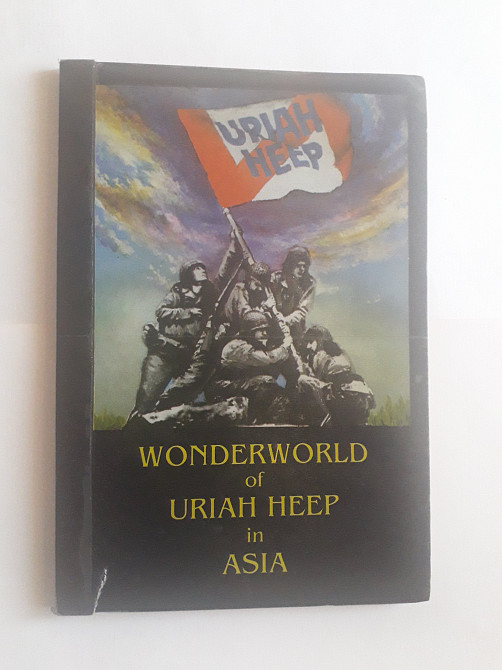 URIAH
HEEP
WONDERWORLD
of
URIAH HEEP
in
ASIA